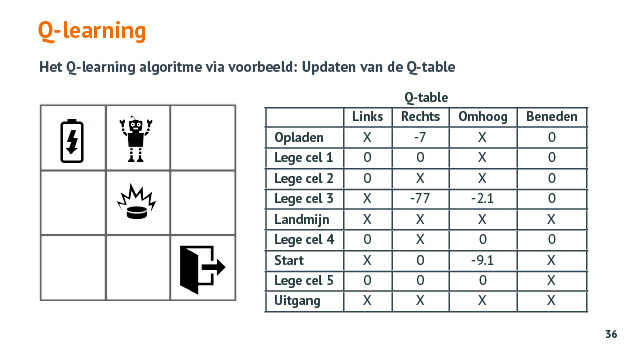 Q-learning
Het Q-learning algoritme via voorbeeld: Updaten van de Q-table
Q-table
Links Rechts Omhoog Beneden
Opladen X -7 X 0
Lege cel 1 0 0 X 0
Lege cel 2 0 X X 0
Lege cel 3 X -77 -2.1 0
Landmijn X X X X
Lege cel 4 0 X 0 0
Start X 0 -9.1 X
Lege cel 5 0 0 0 X
Uitgang X X X X
36